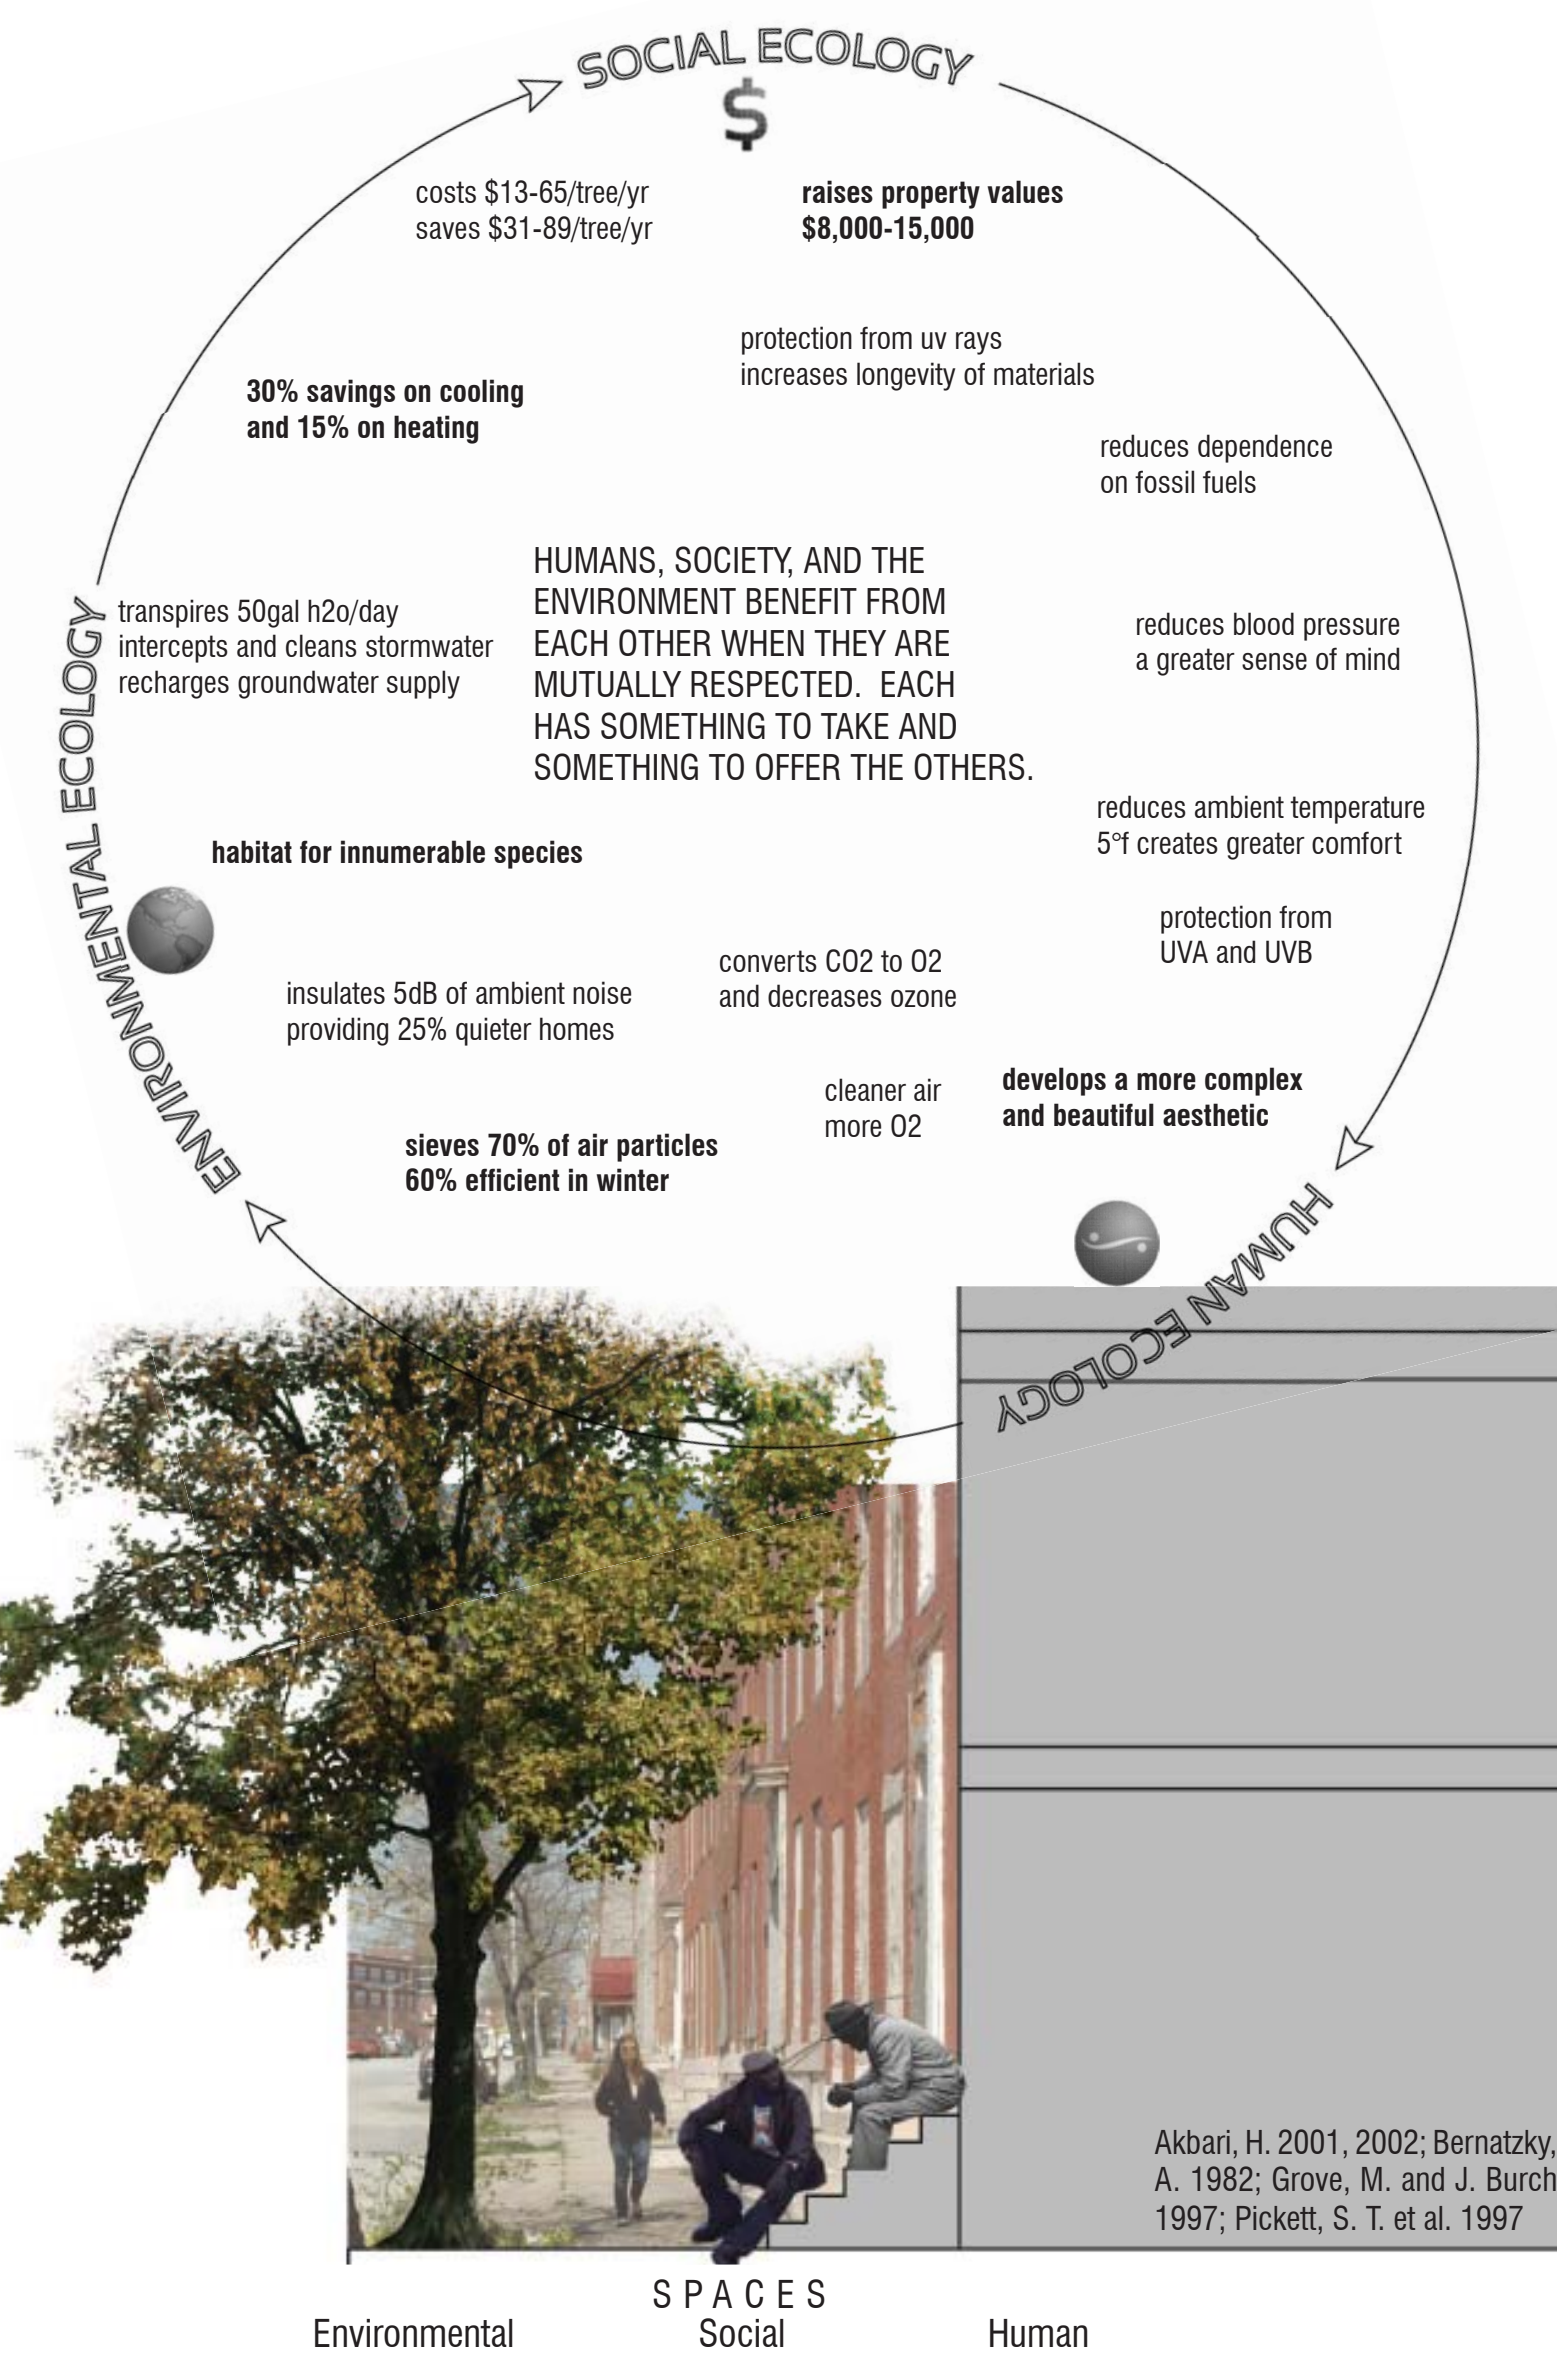 SOCIAL ECOLOGY
$
costs $13-65/tree/yr
saves $31-89/tree/yr
raises property values
$8,000-15,000
protection from uv rays
increases longevity of materials
30% savings on cooling
and 15% on heating
reduces dependence
on fossil fuels
HUMANS, SOCIETY, AND THE
ENVIRONMENT BENEFIT FROM
EACH OTHER WHEN THEY ARE
MUTUALLY RESPECTED.  EACH
HAS SOMETHING TO TAKE AND
SOMETHING TO OFFER THE OTHERS.
ENVIRONMENTAL ECOLOGY
transpires 50gal h2o/day
intercepts and cleans stormwater
recharges groundwater supply
reduces blood pressure
a greater sense of mind
reduces ambient temperature
5°f creates greater comfort
habitat for innumerable species
protection from
UVA and UVB
converts CO2 to O2
and decreases ozone
insulates 5dB of ambient noise
providing 25% quieter homes
cleaner air
more O2
develops a more complex
and beautiful aesthetic
sieves 70% of air particles
60% efficient in winter
HUMAN ECOLOGY
Akbari, H. 2001, 2002; Bernatzky,
A. 1982; Grove, M. and J. Burch
1997; Pickett, S. T. et al. 1997
SPACES
Environmental
Social
Human